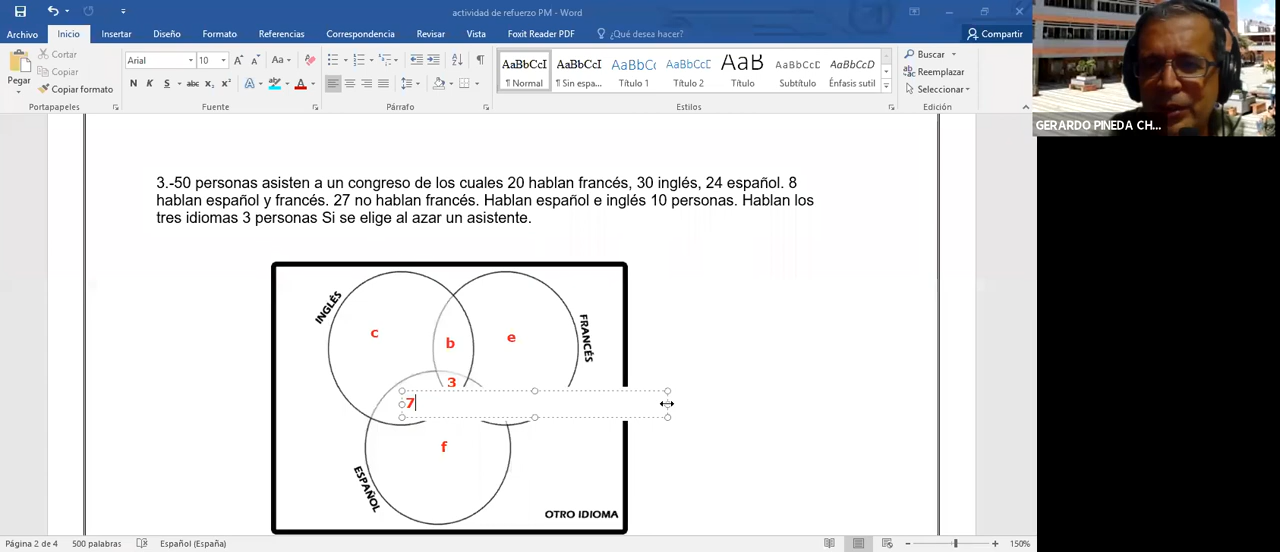 actividad de refuerzo PM - Word
Archivo Inicio Insertar Diseño Formato Referencias Correspondencia Revisar Vista Foxit Reader PDF ¿Qué desea hacer? Compartir
Pegar
Cortar
Copiar
Copiar formato
Portapapeles
Arial 10
Fuente
Párrafo
AaBbCcI AaBbCcI AaBbCc AaBbCcC AaB AaBbCcD AaBbCcD
¶ Normal ¶ Sin espa... Título 1 Título 2 Título Subtítulo Énfasis sutil
Estilos
Buscar
Reemplazar
Seleccionar
Edición
GERARDO PINEDA CH...
3.-50 personas asisten a un congreso de los cuales 20 hablan francés, 30 inglés, 24 español. 8
hablan español y francés. 27 no hablan francés. Hablan español e inglés 10 personas. Hablan los
tres idiomas 3 personas Si se elige al azar un asistente.
INGLÉS
FRANCÉS
c
b
e
3
7
f
ESPAÑOL
OTRO IDIOMA
Página 2 de 4 500 palabras Español (España) 150%